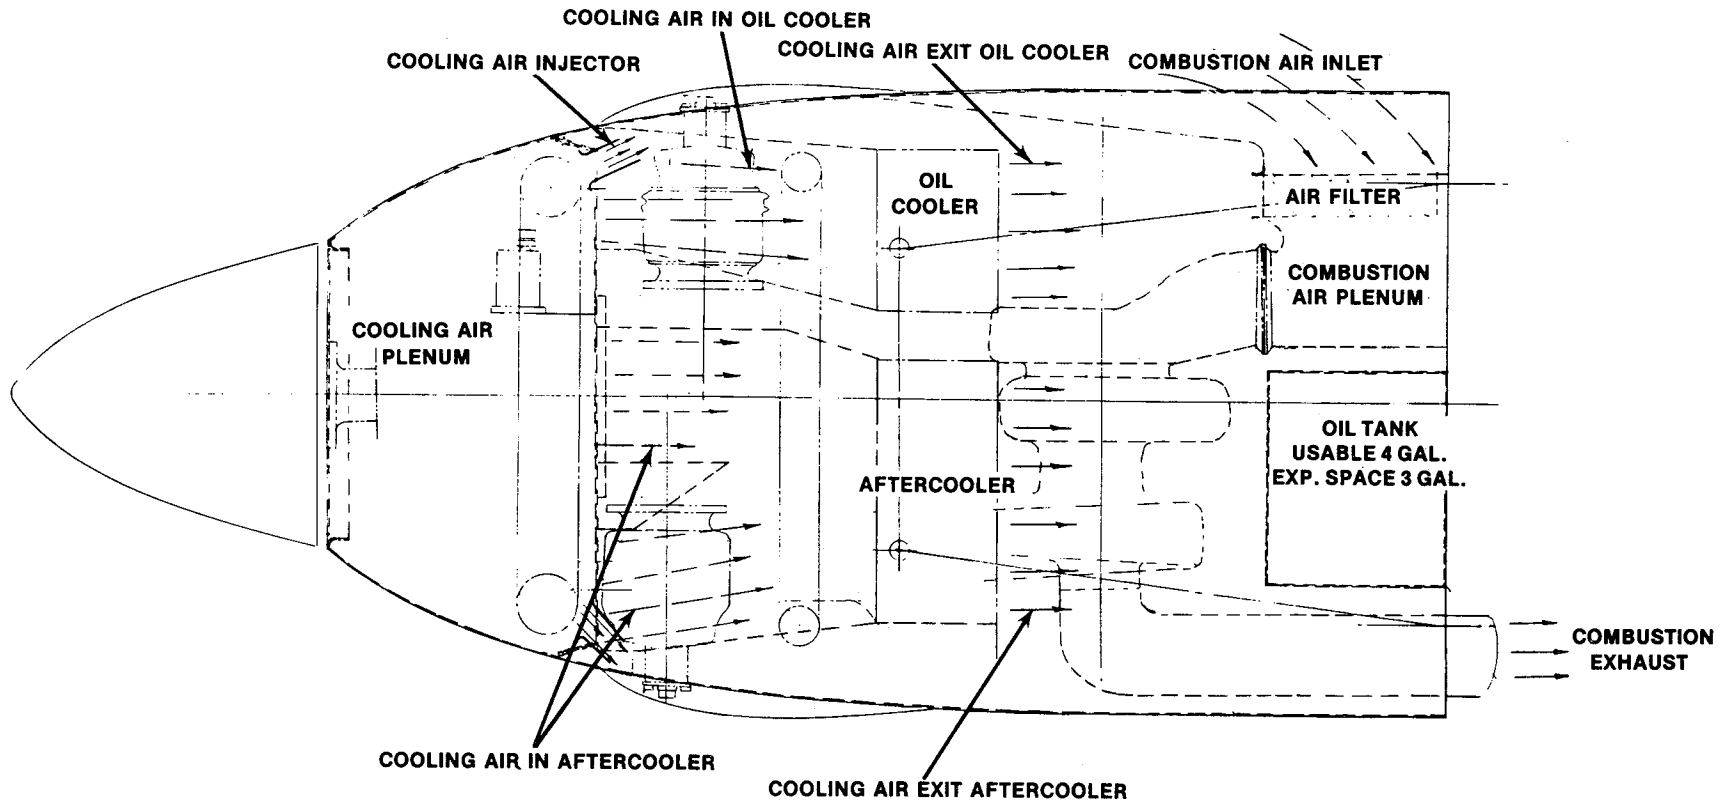 COOLING AIR IN OIL COOLER
COOLING AIR EXIT OIL COOLER
COOLING AIR INJECTOR
COMBUSTION AIR INLET
OIL
COOLER
AIR FILTER
COMBUSTION
AIR PLENUM
COOLING AIR
PLENUM
OIL TANK
USABLE 4 GAL.
EXP. SPACE 3 GAL.
AFTERCOOLER
COMBUSTION
EXHAUST
COOLING AIR IN AFTERCOOLER
COOLING AIR EXIT AFTERCOOLER